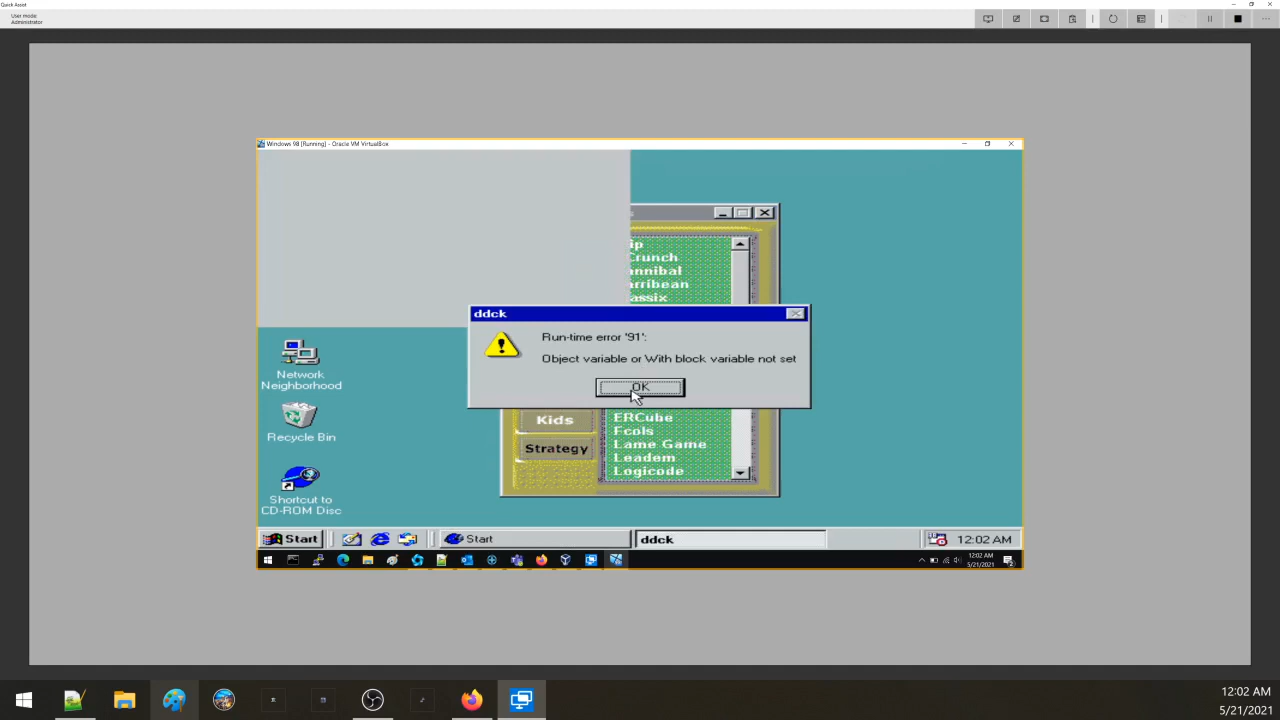 Quick Assist
User mode:
Administrator
Windows 98 [Running] - Oracle VM VirtualBox
ip
Crunch
annibal
arribean
assix
ddck
Run-time error '91':
Object variable or With block variable not set
OK
Network
Neighborhood
Recycle Bin
Shortcut to
CD-ROM Disc
Kids
Strategy
ERCube
Fcols
Lame Game
Leadem
Logicode
Start
Start
ddck
12:02 AM
12:02 AM
5/21/2021
12:02 AM
5/21/2021